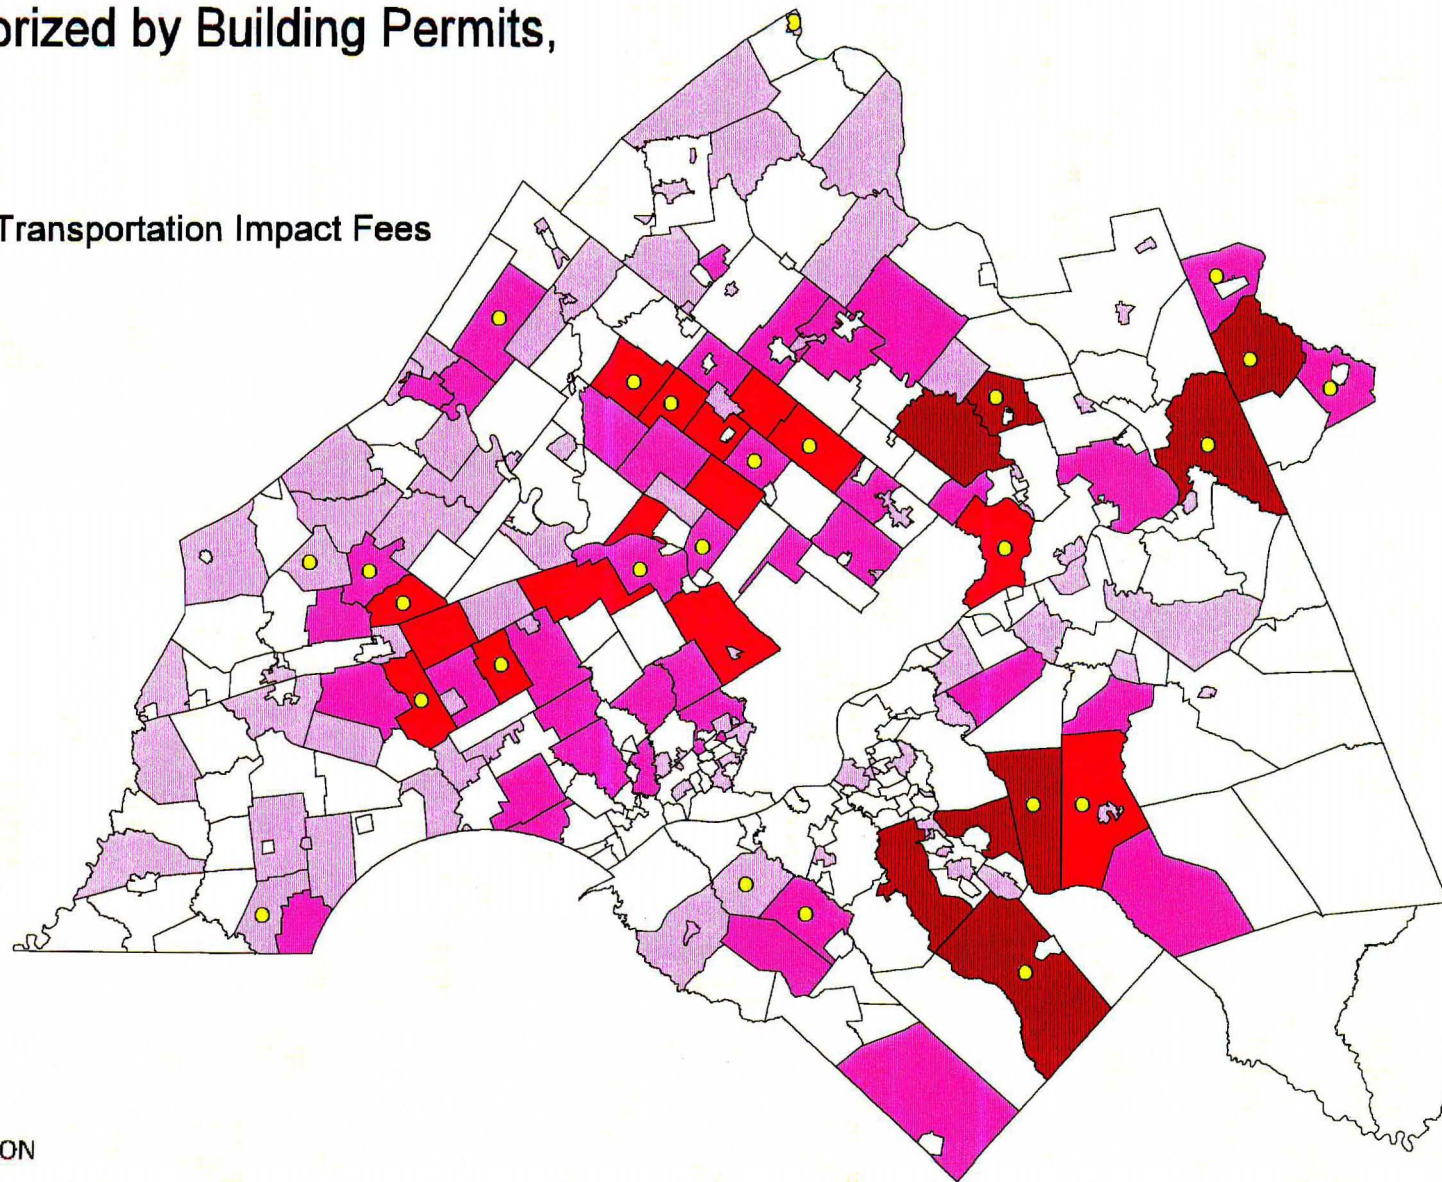 orized by Building Permits,
Transportation Impact Fees
ON